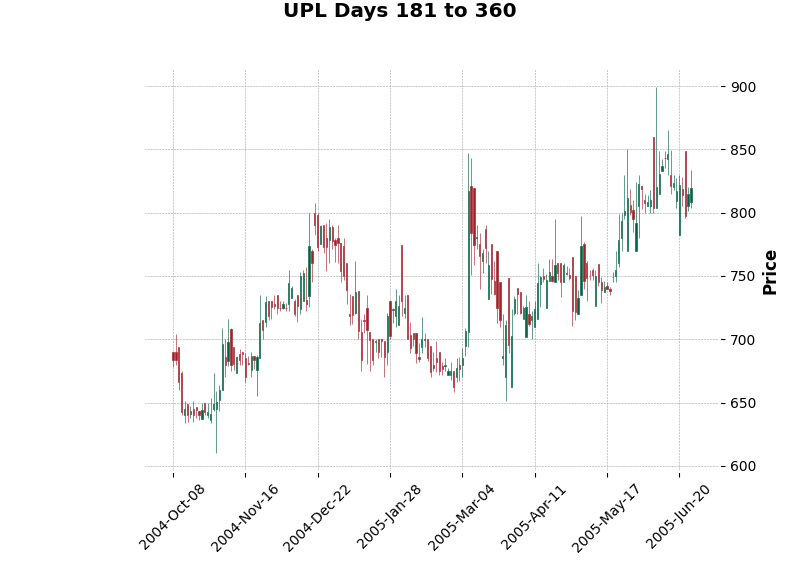 UPL Days 181 to 360
900
850
800
750
700
650
600
Price
2004-Oct-08
2004-Nov-16
2004-Dec-22
2005-Jan-28
2005-Mar-04
2005-Apr-11
2005-May-17
2005-Jun-20